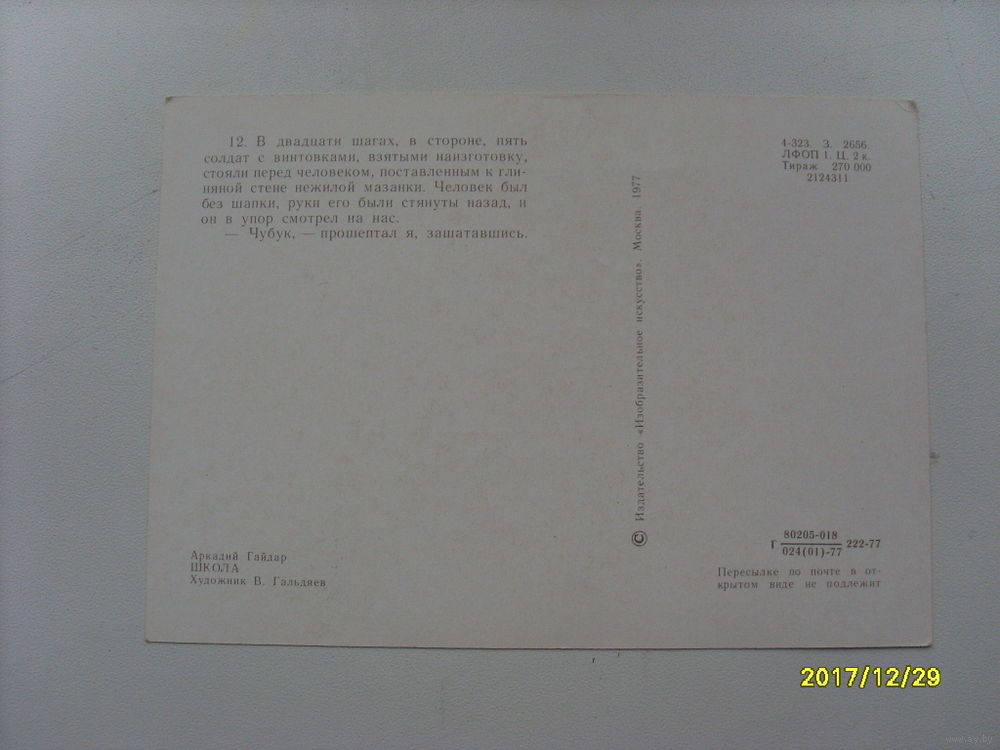 12. В двадцати шагах, в стороне, пять
солдат с винтовками, взятыми наизготовку,
стояли перед человеком, поставленным к гли-
няной стене нежилой мазанки. Человек был
без шапки, руки его были стянуты назад, и
он в упор смотрел на нас.
— Чубук, — прошептал я, зашатавшись.
Аркадий Гайдар
ШКОЛА
Художник В. Гальдяев
© Издательство «Изобразительное искусство». Москва. 1977
4-323. З. 2656.
ЛФОП 1. Ц. 2 к.
Тираж 270 000
2124311
Г 80205-018 222-77
024(01)-77
Пересылке по почте в от-
крытом виде не подлежит
2017/12/29
www.ay.by